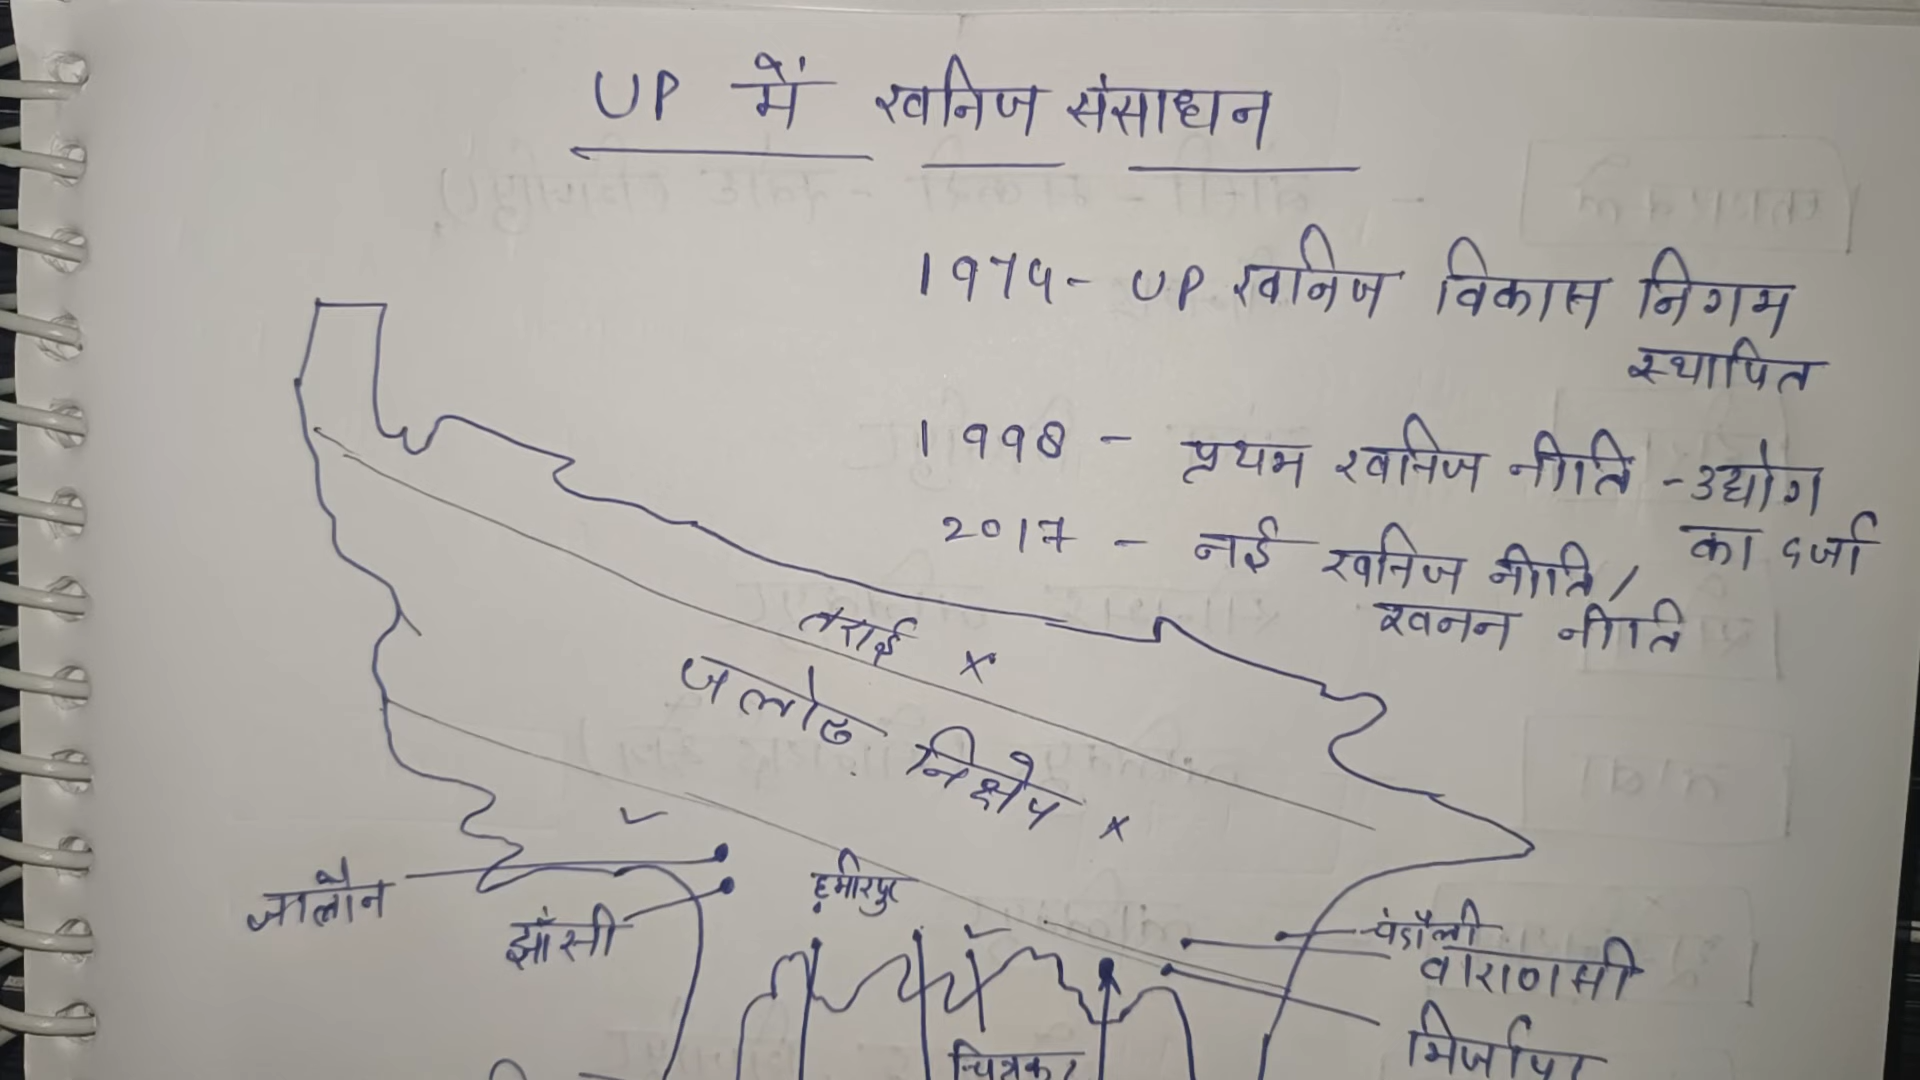 UP में खनिज संसाधन
1974- UP खनिज विकास निगम
स्थापित
1998 - प्रथम खनिज नीति -उद्योग
का दर्जा
2017 - नई खनिज नीति /
खनन नीति
तराई ×
जलोढ निक्षेप ×
जालौन
झाँसी
हमीरपुर
चंदौली
वाराणसी